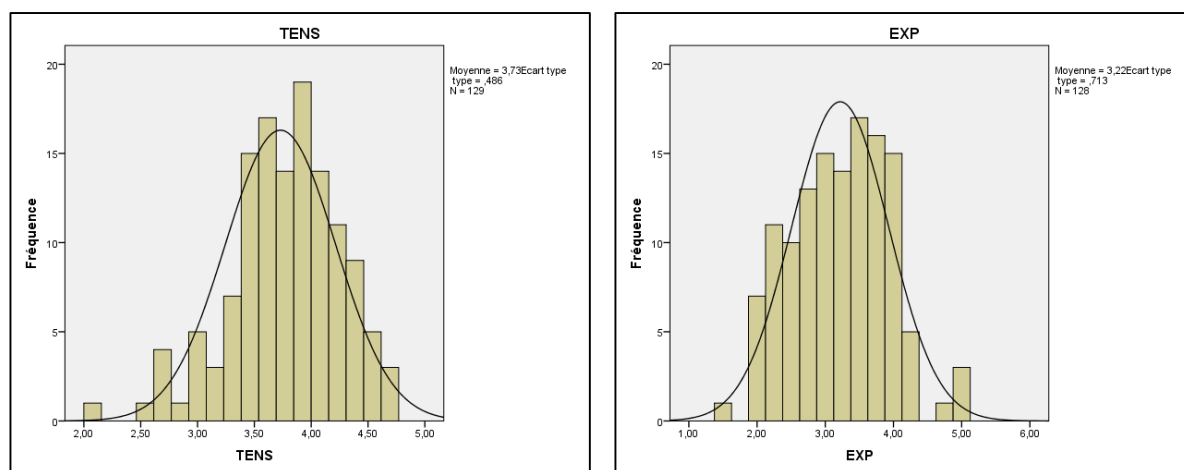 TENS
Moyenne = 3,73Ecart type
type = ,486
N = 129
20
15
10
5
0
Fréquence
2,00 2,50 3,00 3,50 4,00 4,50 5,00
TENS
EXP
Moyenne = 3,22Ecart type
type = ,713
N = 128
20
15
10
5
0
Fréquence
1,00 2,00 3,00 4,00 5,00 6,00
EXP